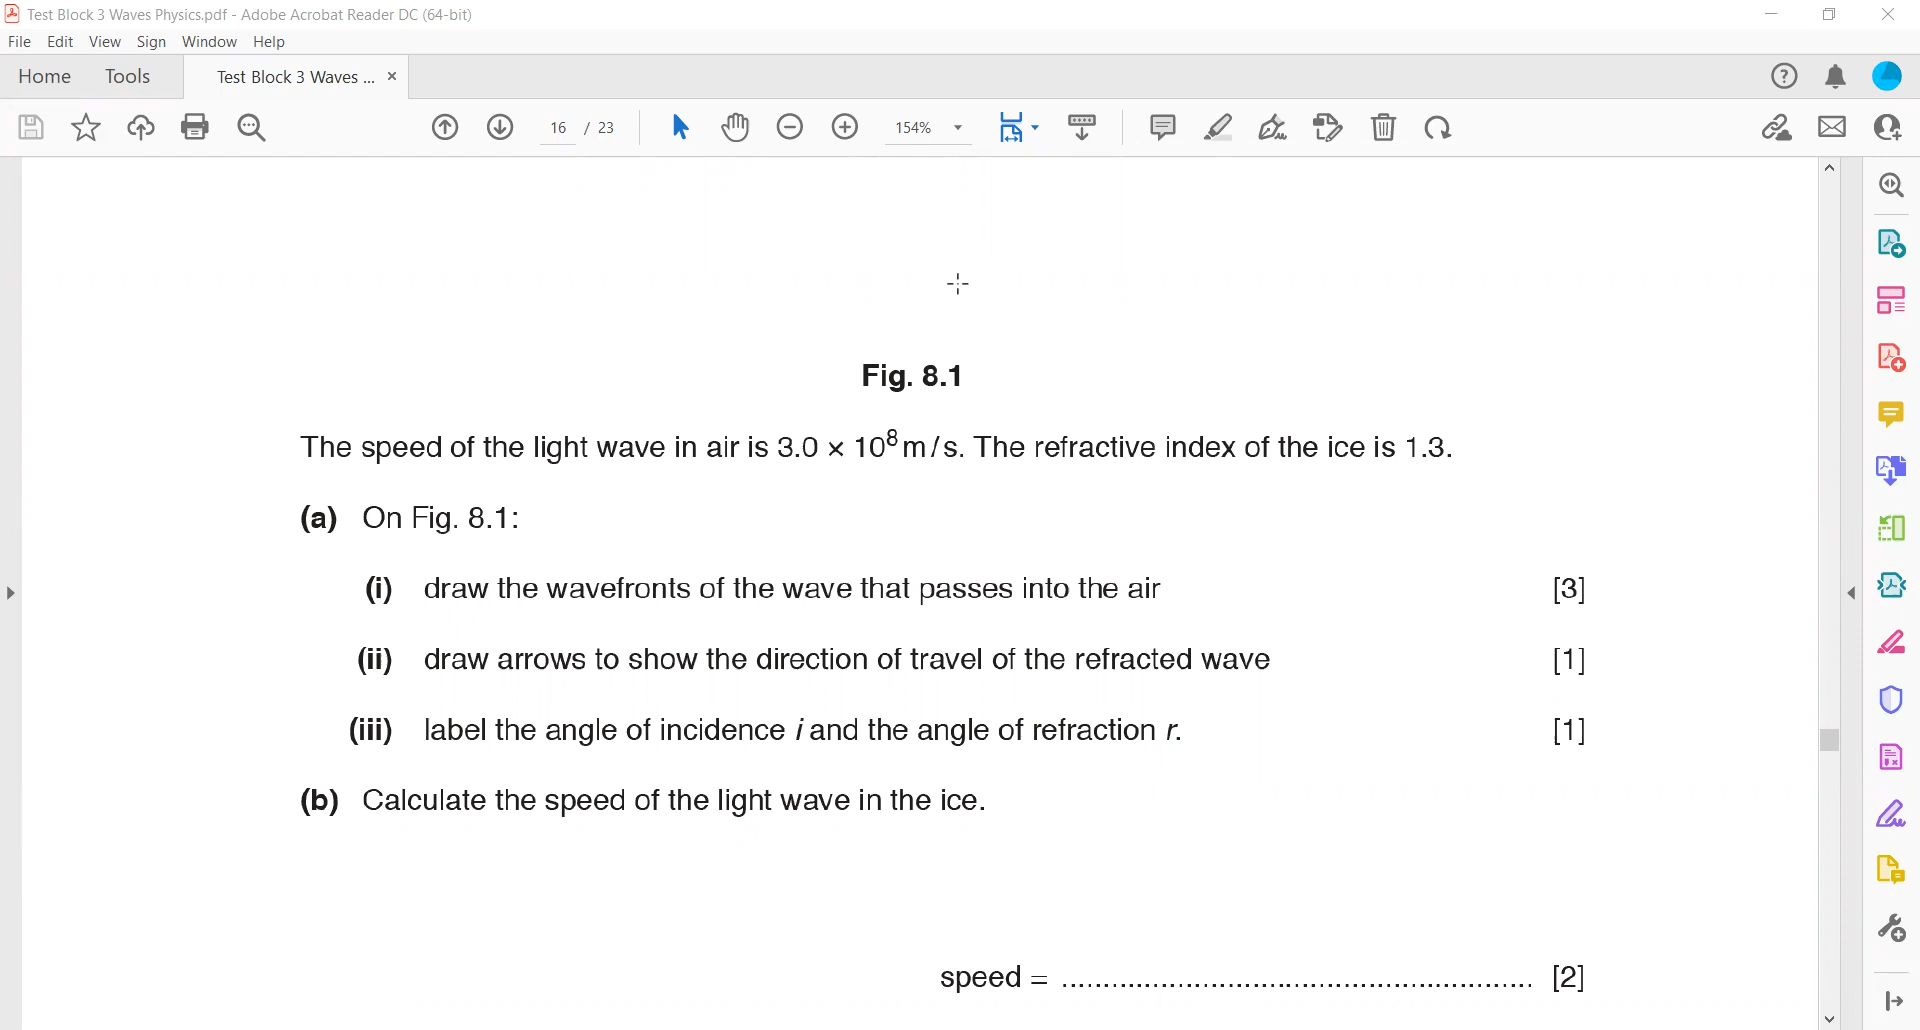 Test Block 3 Waves Physics.pdf - Adobe Acrobat Reader DC (64-bit)
File Edit View Sign Window Help
Home Tools Test Block 3 Waves ... ×
16 / 23 154%
Fig. 8.1
The speed of the light wave in air is 3.0 × 10⁸ m/s. The refractive index of the ice is 1.3.
(a) On Fig. 8.1:
(i) draw the wavefronts of the wave that passes into the air [3]
(ii) draw arrows to show the direction of travel of the refracted wave [1]
(iii) label the angle of incidence i and the angle of refraction r. [1]
(b) Calculate the speed of the light wave in the ice.
speed = .......................................................... [2]